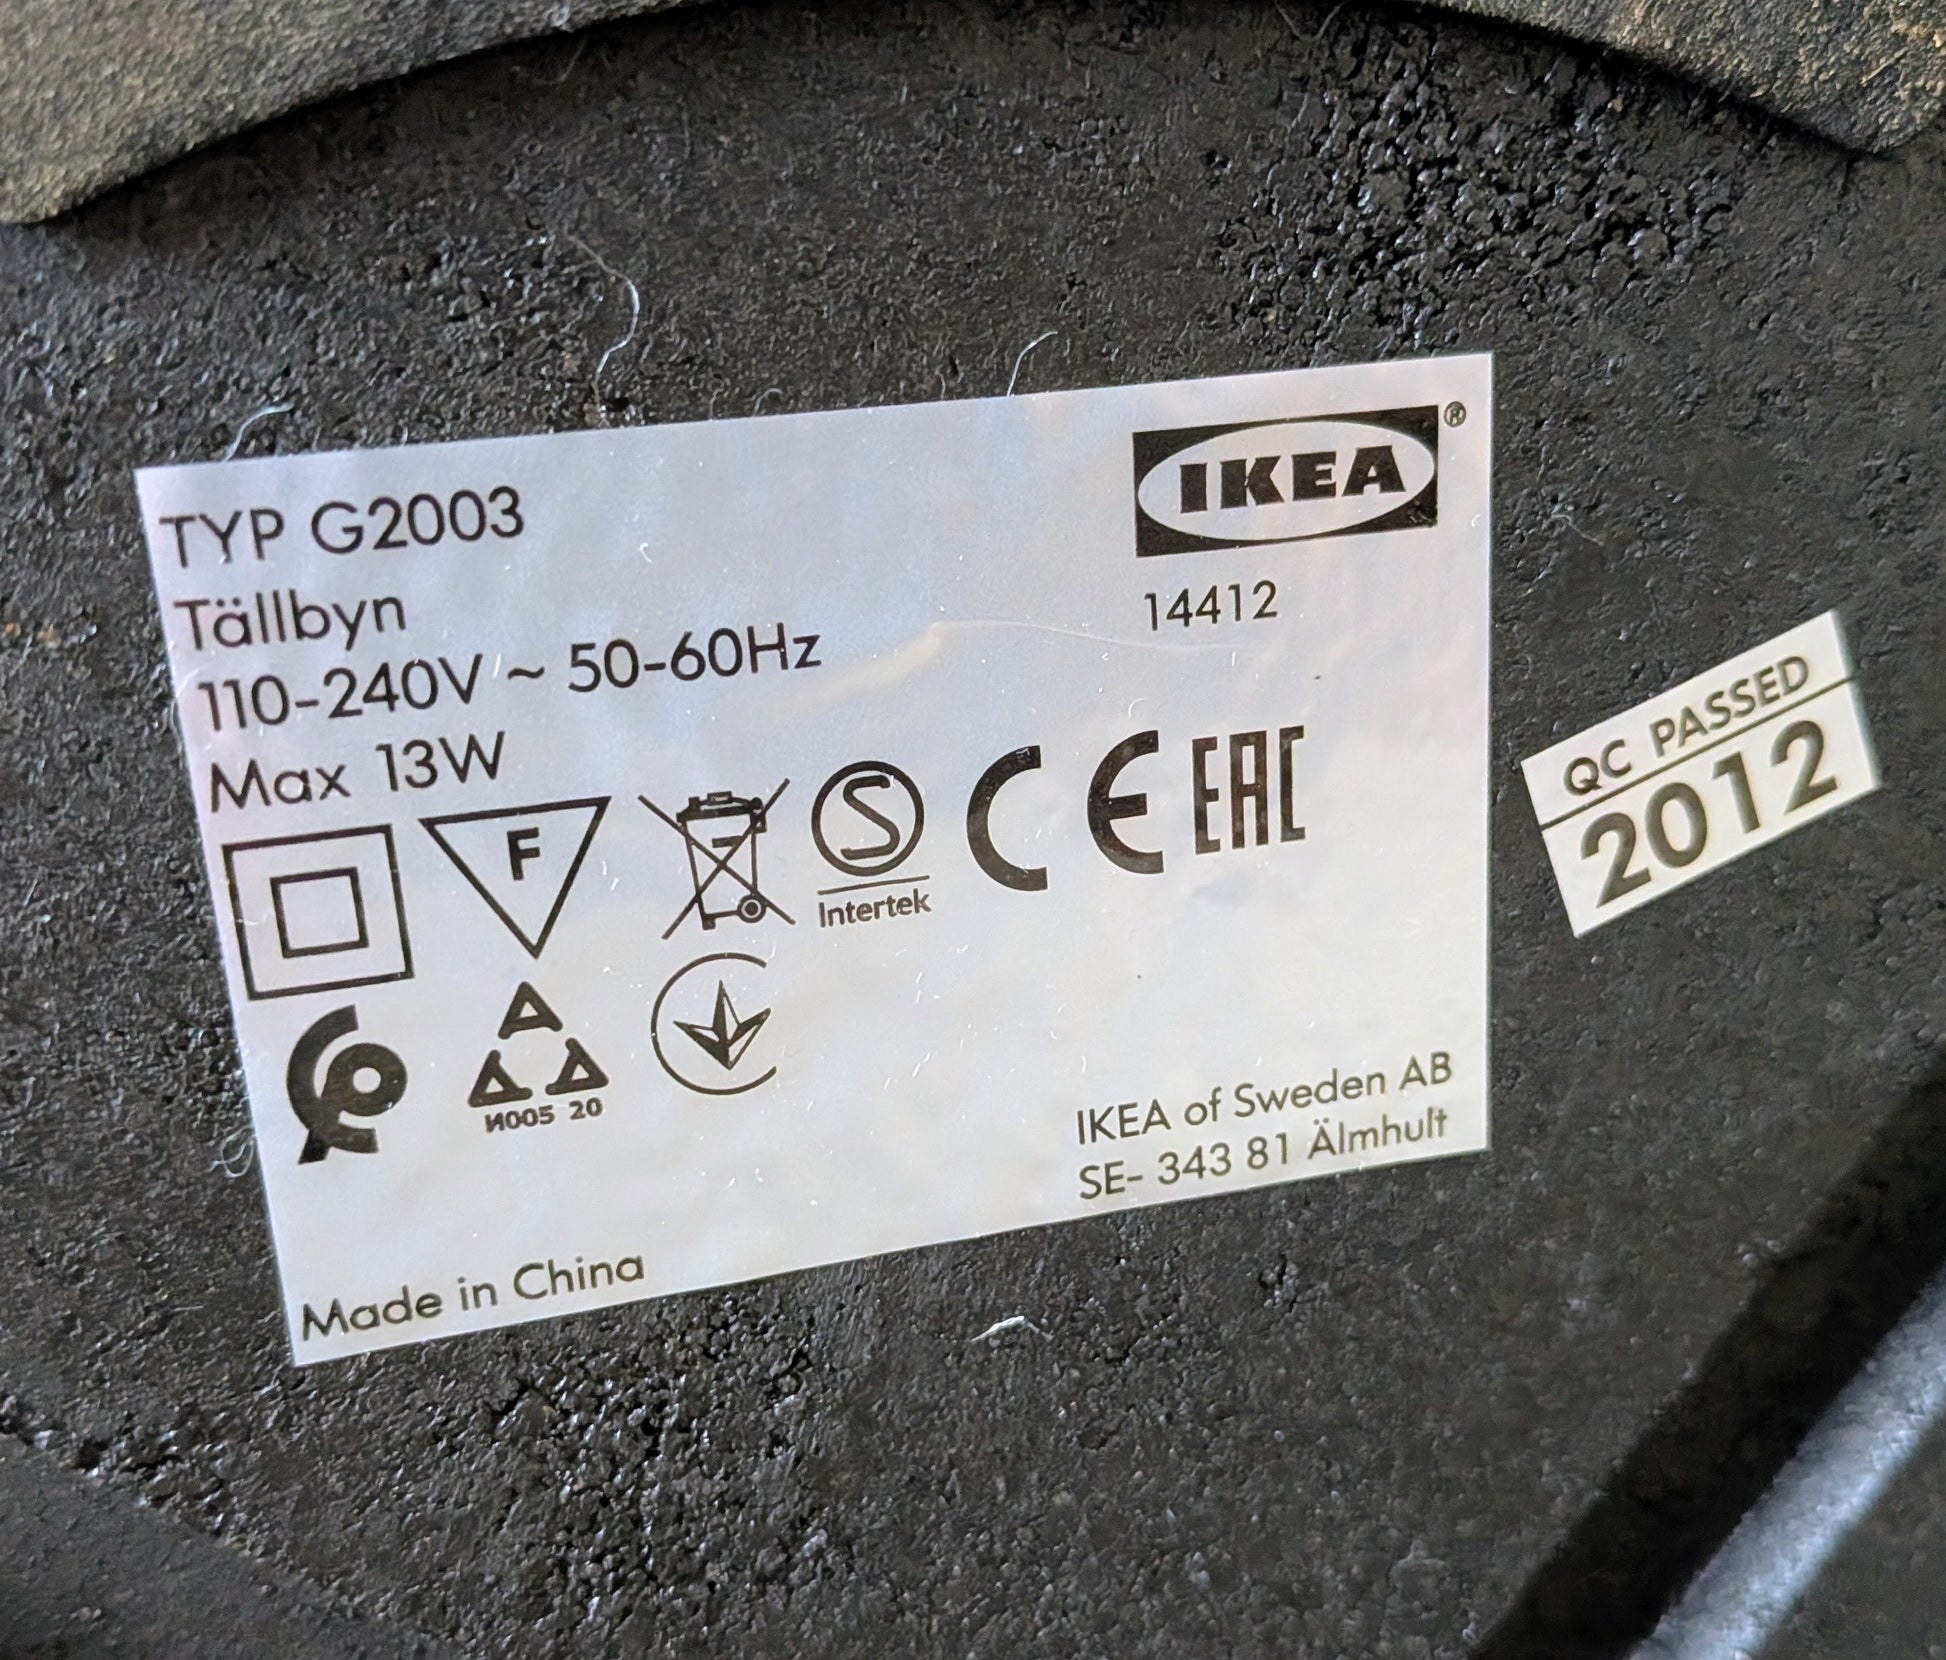 TYP G2003
Tällbyn
110-240V ~ 50-60Hz
Max 13W
IKEA®
14412
F
S
Intertek
CE
EAC
И005 20
IKEA of Sweden AB
SE- 343 81 Älmhult
Made in China
QC PASSED
2012